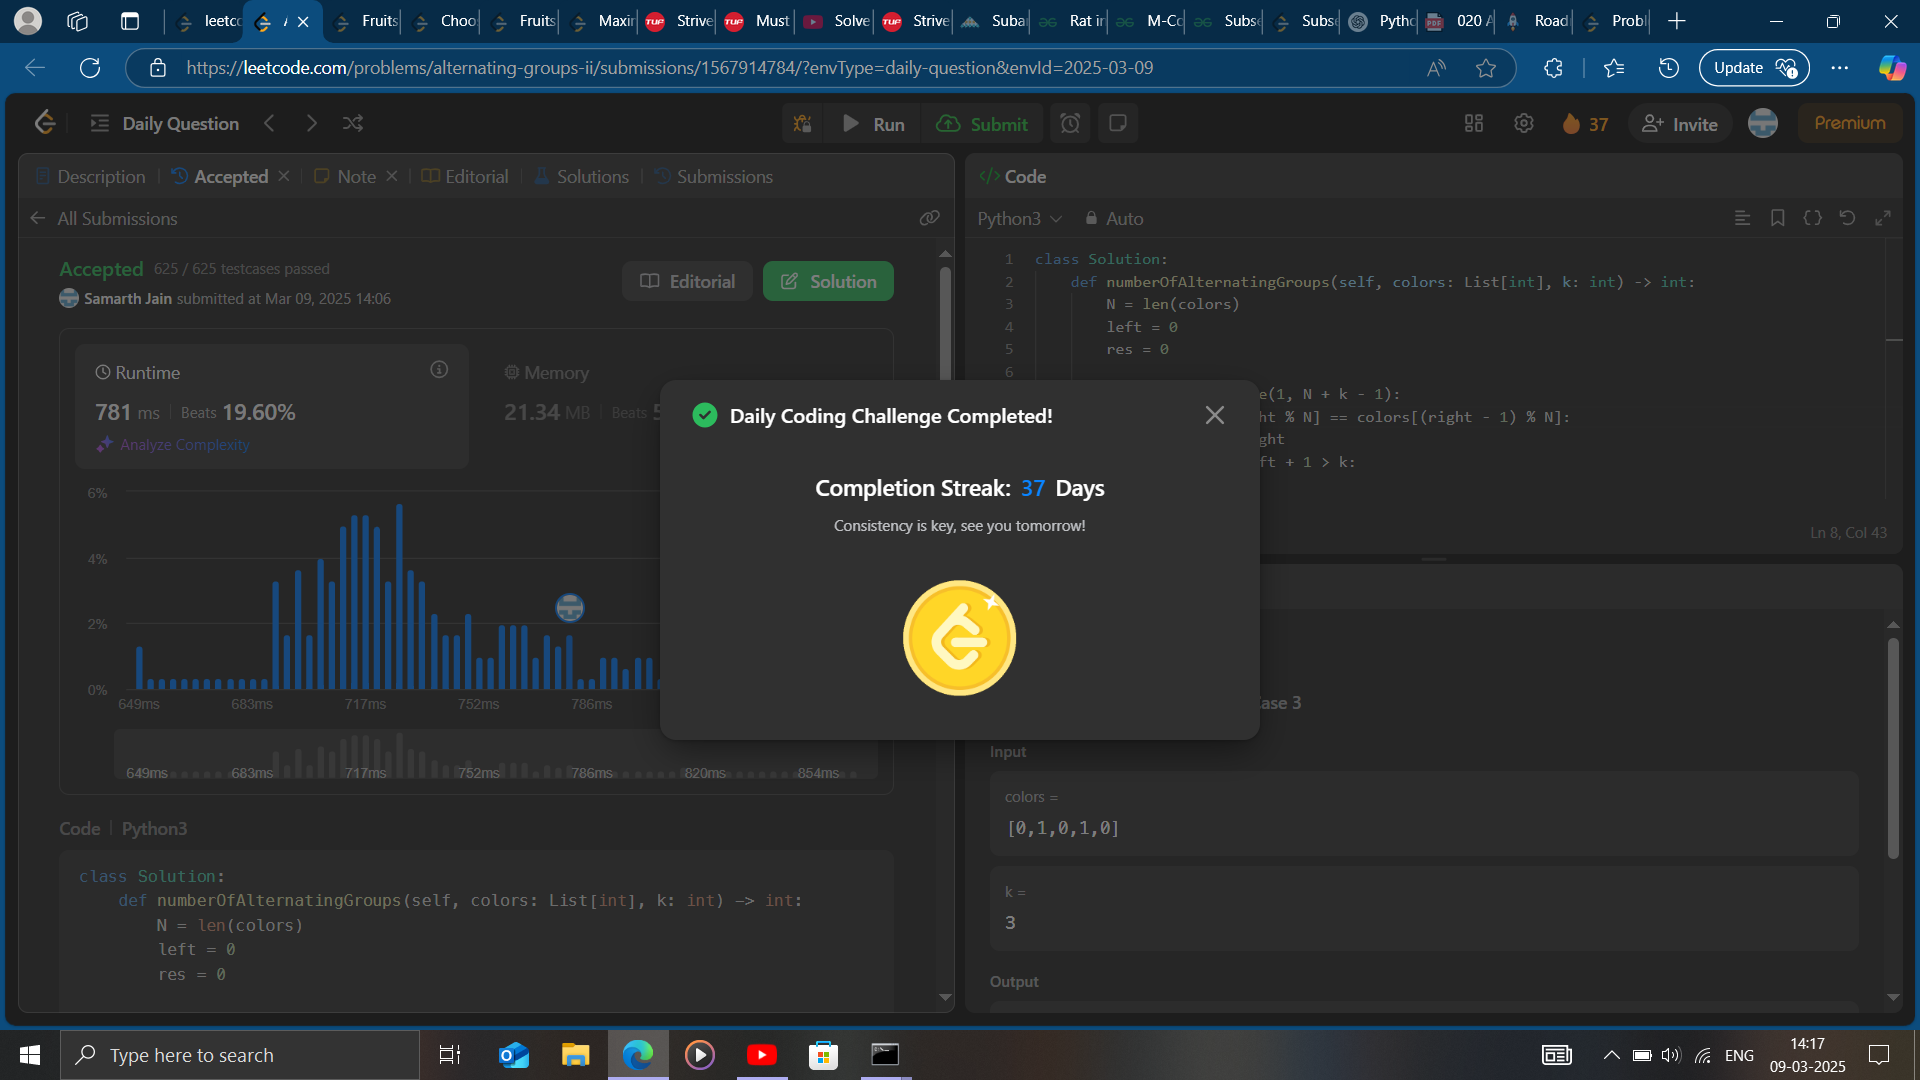 leetc
Fruits
Choo
Fruits
Maxir
TUF Strive
TUF Must
Solve
TUF Strive
Suba
Rat in
M-Co
Subse
Subse
Pytho
020 A
Road
Probl
https://leetcode.com/problems/alternating-groups-ii/submissions/1567914784/?envType=daily-question&envId=2025-03-09
Update
Daily Question
Run
Submit
37
Invite
Premium
Description
Accepted
Note
Editorial
Solutions
Submissions
All Submissions
Accepted 625 / 625 testcases passed
Samarth Jain submitted at Mar 09, 2025 14:06
Editorial
Solution
Runtime
781 ms | Beats 19.60%
Analyze Complexity
Memory
21.34 MB | Beats 5
6%
4%
2%
0%
649ms 683ms 717ms 752ms 786ms
649ms 683ms 717ms 752ms 786ms 820ms 854ms
Code | Python3
class Solution:
def numberOfAlternatingGroups(self, colors: List[int], k: int) -> int:
N = len(colors)
left = 0
res = 0
</> Code
Python3
Auto
1 class Solution:
2 def numberOfAlternatingGroups(self, colors: List[int], k: int) -> int:
3 N = len(colors)
4 left = 0
5 res = 0
6
e(1, N + k - 1):
ht % N] == colors[(right - 1) % N]:
ght
ft + 1 > k:
Ln 8, Col 43
Daily Coding Challenge Completed!
Completion Streak: 37 Days
Consistency is key, see you tomorrow!
ase 3
Input
colors =
[0,1,0,1,0]
k =
3
Output
Type here to search
ENG
14:17
09-03-2025